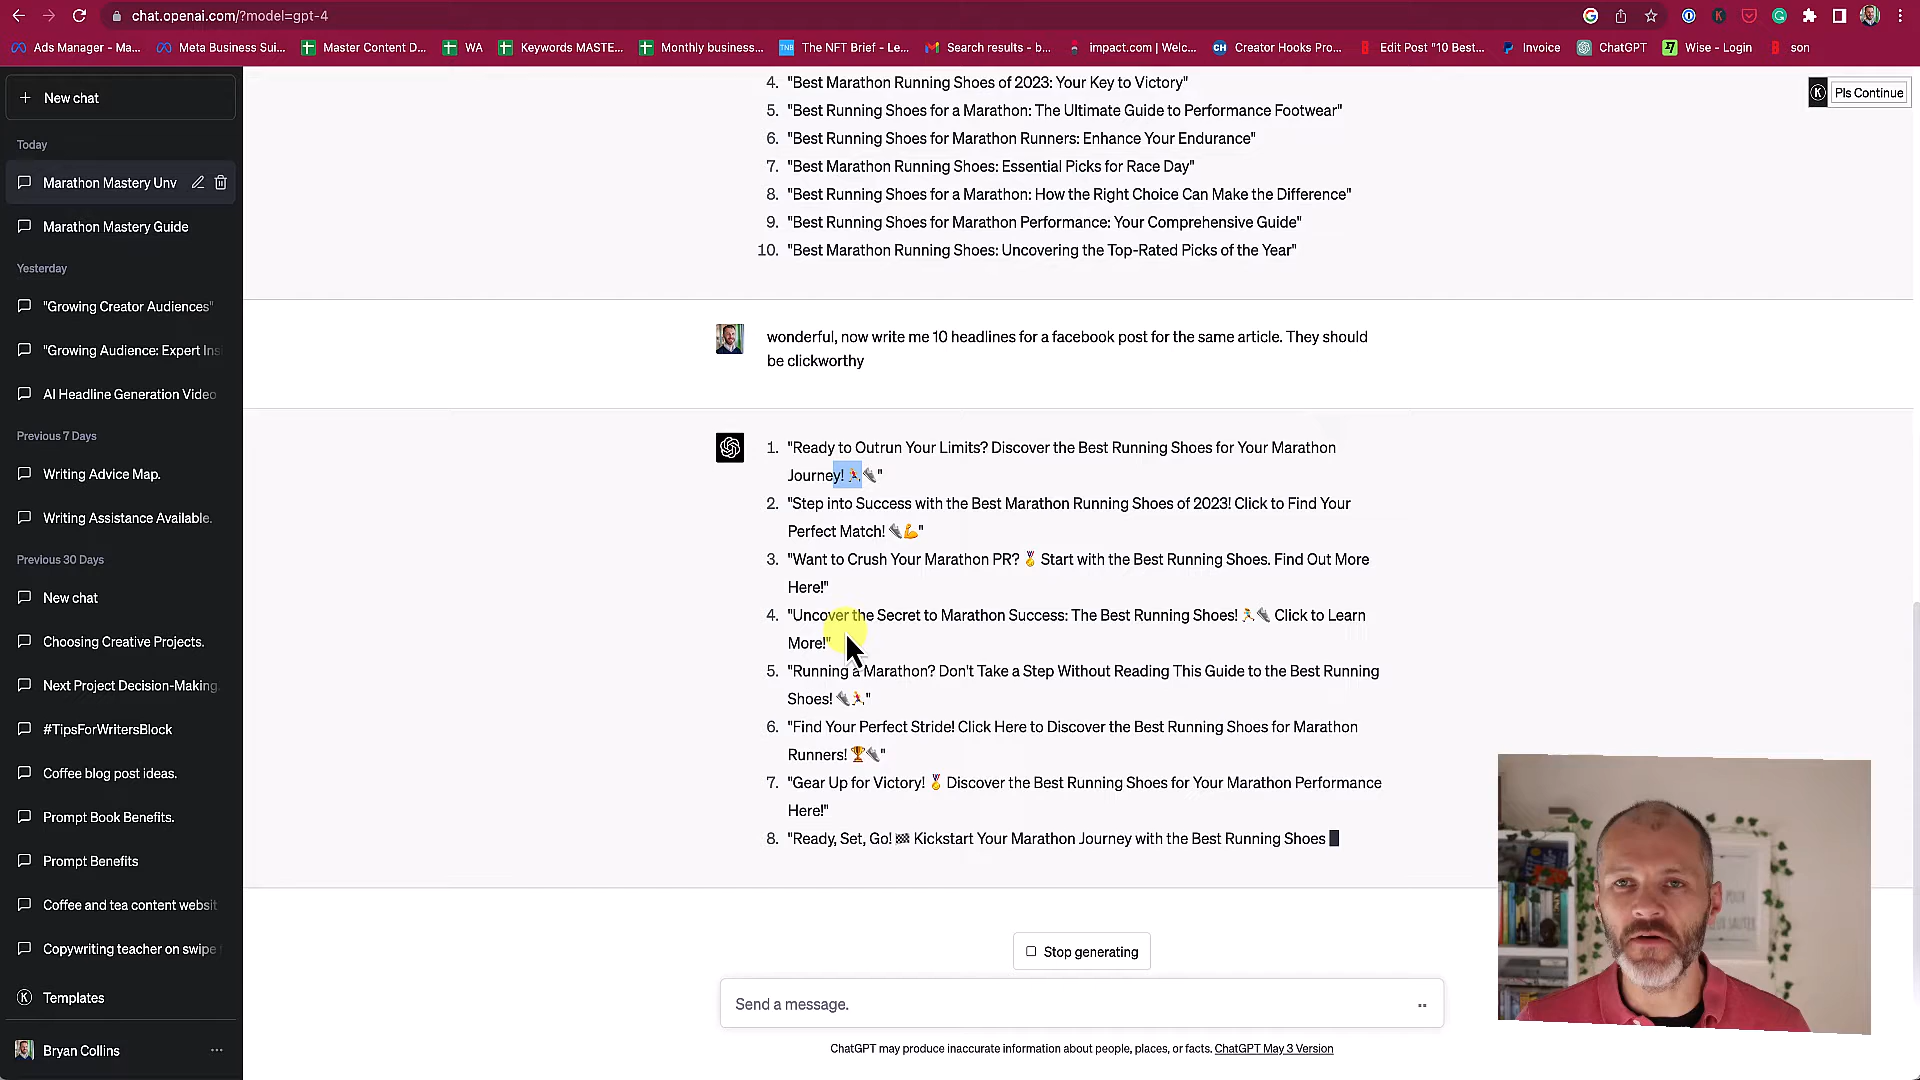 chat.openai.com/?model=gpt-4
Ads Manager - Ma...
Meta Business Sui...
Master Content D...
WA
Keywords MASTE...
Monthly business...
TNB
The NFT Brief - Le...
Search results - b...
impact.com | Welc...
CH
Creator Hooks Pro...
Edit Post "10 Best...
Invoice
ChatGPT
Wise - Login
son
New chat
Today
Marathon Mastery Unv
Marathon Mastery Guide
Yesterday
"Growing Creator Audiences"
"Growing Audience: Expert Ins
AI Headline Generation Video
Previous 7 Days
Writing Advice Map.
Writing Assistance Available.
Previous 30 Days
New chat
Choosing Creative Projects.
Next Project Decision-Making.
#TipsForWritersBlock
Coffee blog post ideas.
Prompt Book Benefits.
Prompt Benefits
Coffee and tea content websit
Copywriting teacher on swipe
K
Templates
Bryan Collins
K
Pls Continue
4. "Best Marathon Running Shoes of 2023: Your Key to Victory"
5. "Best Running Shoes for a Marathon: The Ultimate Guide to Performance Footwear"
6. "Best Running Shoes for Marathon Runners: Enhance Your Endurance"
7. "Best Marathon Running Shoes: Essential Picks for Race Day"
8. "Best Running Shoes for a Marathon: How the Right Choice Can Make the Difference"
9. "Best Running Shoes for Marathon Performance: Your Comprehensive Guide"
10. "Best Marathon Running Shoes: Uncovering the Top-Rated Picks of the Year"
wonderful, now write me 10 headlines for a facebook post for the same article. They should
be clickworthy
1. "Ready to Outrun Your Limits? Discover the Best Running Shoes for Your Marathon
Journey! 🏃👟"
2. "Step into Success with the Best Marathon Running Shoes of 2023! Click to Find Your
Perfect Match! 👟💪"
3. "Want to Crush Your Marathon PR? 🏅 Start with the Best Running Shoes. Find Out More
Here!"
4. "Uncover the Secret to Marathon Success: The Best Running Shoes! 🏃👟 Click to Learn
More!"
5. "Running a Marathon? Don't Take a Step Without Reading This Guide to the Best Running
Shoes! 👟🏃"
6. "Find Your Perfect Stride! Click Here to Discover the Best Running Shoes for Marathon
Runners! 🏆👟"
7. "Gear Up for Victory! 🏅 Discover the Best Running Shoes for Your Marathon Performance
Here!"
8. "Ready, Set, Go! 🏁 Kickstart Your Marathon Journey with the Best Running Shoes
Stop generating
Send a message.
ChatGPT may produce inaccurate information about people, places, or facts. ChatGPT May 3 Version